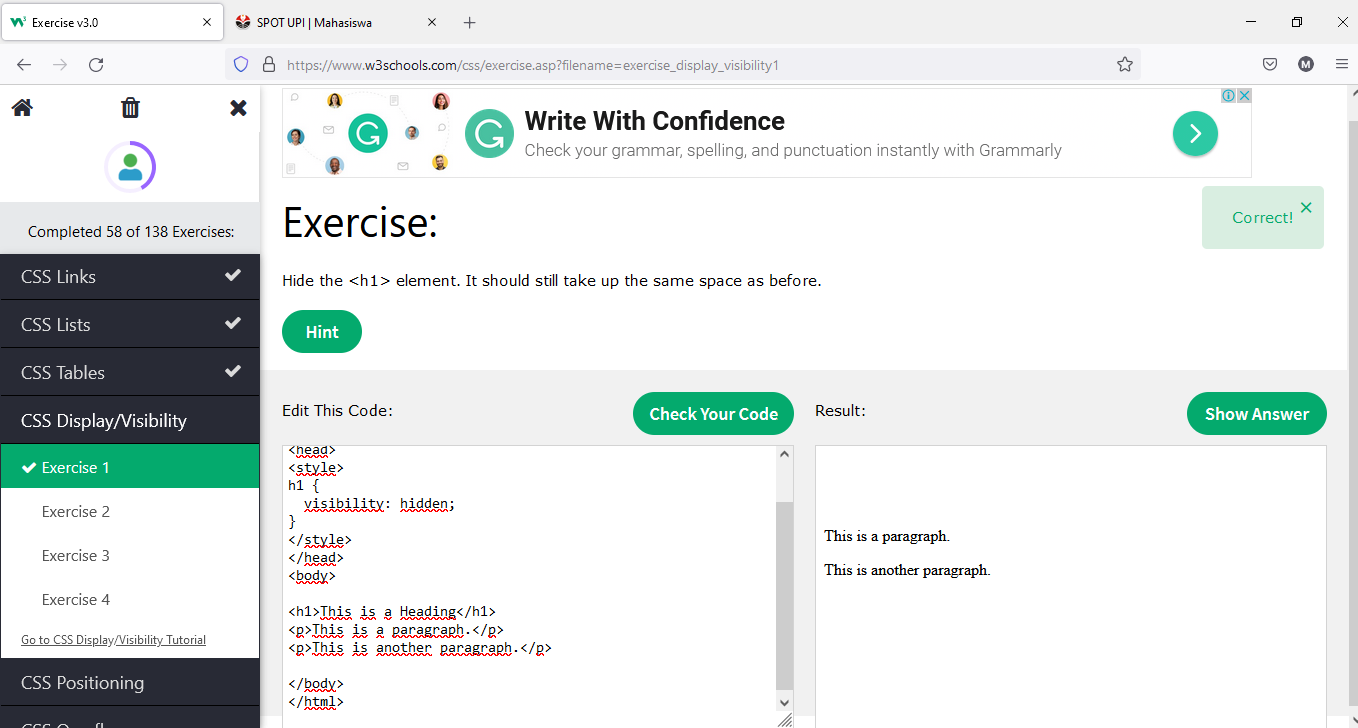 Exercise v3.0
SPOT UPI | Mahasiswa
https://www.w3schools.com/css/exercise.asp?filename=exercise_display_visibility1
M
Completed 58 of 138 Exercises:
CSS Links
CSS Lists
CSS Tables
CSS Display/Visibility
Exercise 1
Exercise 2
Exercise 3
Exercise 4
Go to CSS Display/Visibility Tutorial
CSS Positioning
Write With Confidence
Check your grammar, spelling, and punctuation instantly with Grammarly
Correct!
Exercise:
Hide the <h1> element. It should still take up the same space as before.
Hint
Edit This Code:
Check Your Code
<head>
<style>
h1 {
  visibility: hidden;
}
</style>
</head>
<body>
<h1>This is a Heading</h1>
<p>This is a paragraph.</p>
<p>This is another paragraph.</p>
</body>
</html>
Result:
Show Answer
This is a paragraph.
This is another paragraph.